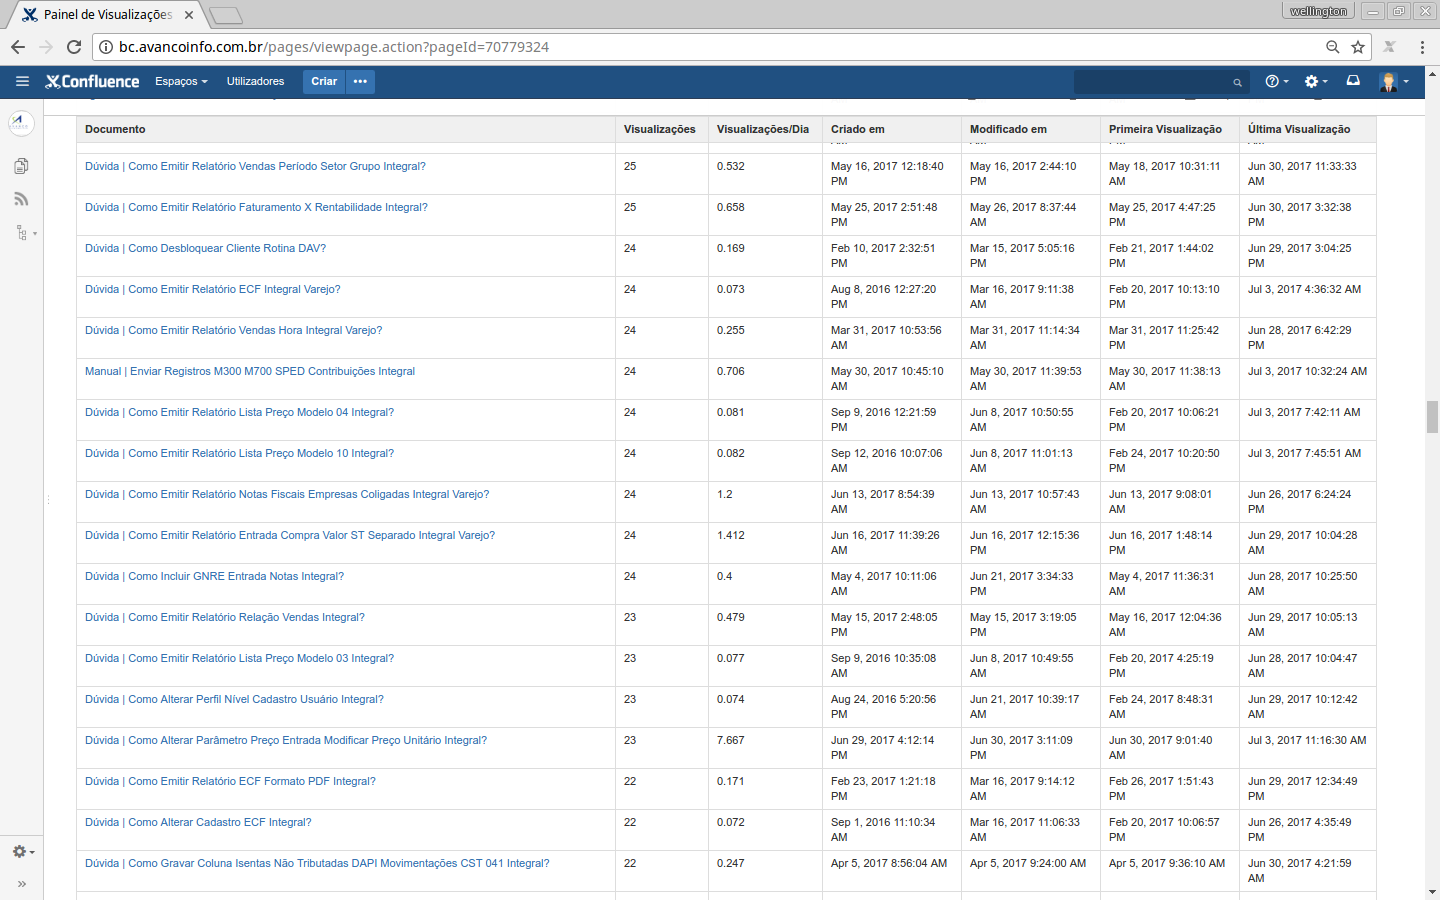 Painel de Visualizações
wellington
bc.avancoinfo.com.br/pages/viewpage.action?pageId=70779324
Confluence Espaços Utilizadores Criar
Documento Visualizações Visualizações/Dia Criado em Modificado em Primeira Visualização Última Visualização
Dúvida | Como Emitir Relatório Vendas Período Setor Grupo Integral? 25 0.532 May 16, 2017 12:18:40 May 16, 2017 2:44:10 May 18, 2017 10:31:11 Jun 30, 2017 11:33:33
PM PM AM AM
Dúvida | Como Emitir Relatório Faturamento X Rentabilidade Integral? 25 0.658 May 25, 2017 2:51:48 May 26, 2017 8:37:44 May 25, 2017 4:47:25 Jun 30, 2017 3:32:38
PM AM PM PM
Dúvida | Como Desbloquear Cliente Rotina DAV? 24 0.169 Feb 10, 2017 2:32:51 Mar 15, 2017 5:05:16 Feb 21, 2017 1:44:02 Jun 29, 2017 3:04:25
PM PM PM PM
Dúvida | Como Emitir Relatório ECF Integral Varejo? 24 0.073 Aug 8, 2016 12:27:20 Mar 16, 2017 9:11:38 Feb 20, 2017 10:13:10 Jul 3, 2017 4:36:32 AM
PM AM PM
Dúvida | Como Emitir Relatório Vendas Hora Integral Varejo? 24 0.255 Mar 31, 2017 10:53:56 Mar 31, 2017 11:14:34 Mar 31, 2017 11:25:42 Jun 28, 2017 6:42:29
AM AM AM PM
Manual | Enviar Registros M300 M700 SPED Contribuições Integral 24 0.706 May 30, 2017 10:45:10 May 30, 2017 11:39:53 May 30, 2017 11:38:13 Jul 3, 2017 10:32:24 AM
AM AM AM
Dúvida | Como Emitir Relatório Lista Preço Modelo 04 Integral? 24 0.081 Sep 9, 2016 12:21:59 Jun 8, 2017 10:50:55 Feb 20, 2017 10:06:21 Jul 3, 2017 7:42:11 AM
PM AM PM
Dúvida | Como Emitir Relatório Lista Preço Modelo 10 Integral? 24 0.082 Sep 12, 2016 10:07:06 Jun 8, 2017 11:01:13 Feb 24, 2017 10:20:50 Jul 3, 2017 7:45:51 AM
AM AM PM
Dúvida | Como Emitir Relatório Notas Fiscais Empresas Coligadas Integral Varejo? 24 1.2 Jun 13, 2017 8:54:39 Jun 13, 2017 10:57:43 Jun 13, 2017 9:08:01 Jun 26, 2017 6:24:24
AM AM AM PM
Dúvida | Como Emitir Relatório Entrada Compra Valor ST Separado Integral Varejo? 24 1.412 Jun 16, 2017 11:39:26 Jun 16, 2017 12:15:36 Jun 16, 2017 1:48:14 Jun 29, 2017 10:04:28
AM PM PM AM
Dúvida | Como Incluir GNRE Entrada Notas Integral? 24 0.4 May 4, 2017 10:11:06 Jun 21, 2017 3:34:33 May 4, 2017 11:36:31 Jun 28, 2017 10:25:50
AM PM AM AM
Dúvida | Como Emitir Relatório Relação Vendas Integral? 23 0.479 May 15, 2017 2:48:05 May 15, 2017 3:19:05 May 16, 2017 12:04:36 Jun 29, 2017 10:05:13
PM PM AM AM
Dúvida | Como Emitir Relatório Lista Preço Modelo 03 Integral? 23 0.077 Sep 9, 2016 10:35:08 Jun 8, 2017 10:49:55 Feb 20, 2017 4:25:19 Jun 28, 2017 10:04:47
AM AM PM AM
Dúvida | Como Alterar Perfil Nível Cadastro Usuário Integral? 23 0.074 Aug 24, 2016 5:20:56 Jun 21, 2017 10:39:17 Feb 24, 2017 8:48:31 Jun 29, 2017 10:12:42
PM AM AM AM
Dúvida | Como Alterar Parâmetro Preço Entrada Modificar Preço Unitário Integral? 23 7.667 Jun 29, 2017 4:12:14 Jun 30, 2017 3:11:09 Jun 30, 2017 9:01:40 Jul 3, 2017 11:16:30 AM
PM PM AM
Dúvida | Como Emitir Relatório ECF Formato PDF Integral? 22 0.171 Feb 23, 2017 1:21:18 Mar 16, 2017 9:14:12 Feb 26, 2017 1:51:43 Jun 29, 2017 12:34:49
PM AM PM PM
Dúvida | Como Alterar Cadastro ECF Integral? 22 0.072 Sep 1, 2016 11:10:34 Mar 16, 2017 11:06:33 Feb 20, 2017 10:06:57 Jun 26, 2017 4:35:49
AM AM PM PM
Dúvida | Como Gravar Coluna Isentas Não Tributadas DAPI Movimentações CST 041 Integral? 22 0.247 Apr 5, 2017 8:56:04 AM Apr 5, 2017 9:24:00 AM Apr 5, 2017 9:36:10 AM Jun 30, 2017 4:21:59
AM